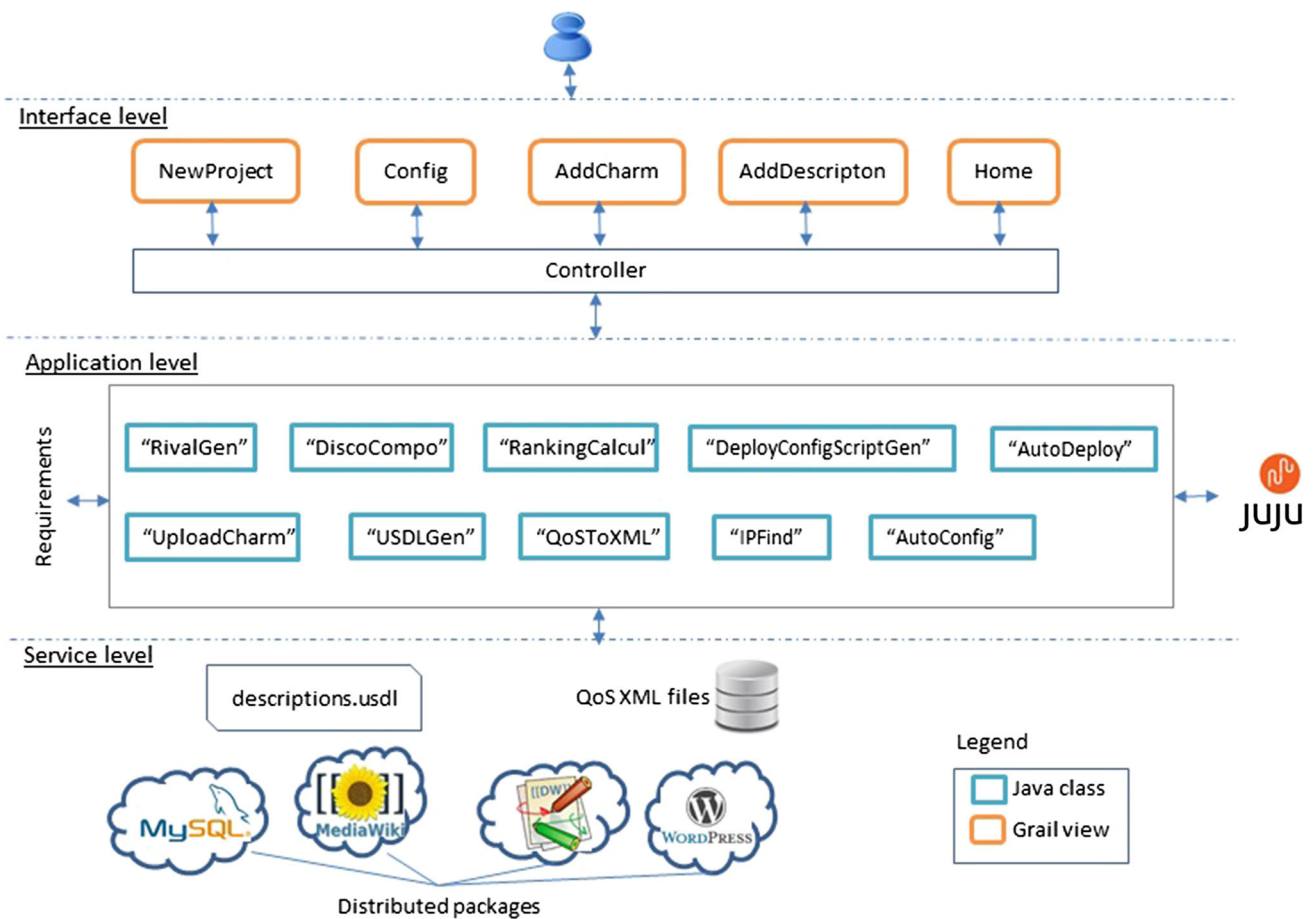 Interface level
NewProject
Config
AddCharm
AddDescripton
Home
Controller
Application level
Requirements
“RivalGen”
“DiscoCompo”
“RankingCalcul”
“DeployConfigScriptGen”
“AutoDeploy”
“UploadCharm”
“USDLGen”
“QoSToXML”
“IPFind”
“AutoConfig”
JUJU
Service level
descriptions.usdl
QoS XML files
MySQL®
[[ ]]
MediaWiki
[[DW]]
W
WORDPRESS
Distributed packages
Legend
Java class
Grail view